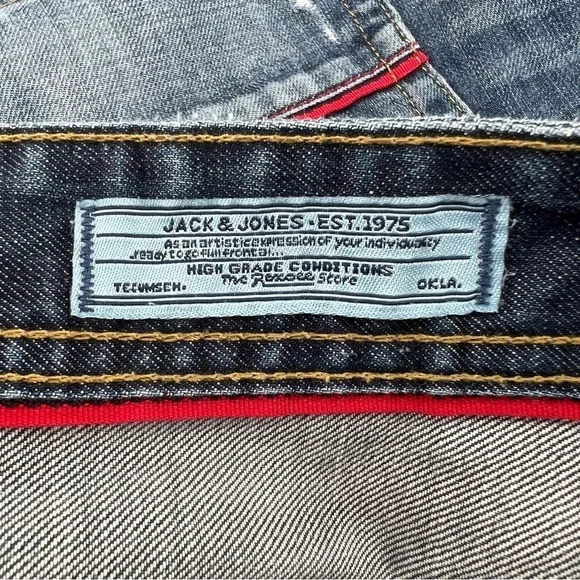 JACK & JONES · EST. 1975
As an artistic expression of your individuality
..ready to go full frontal...
HIGH GRADE CONDITIONS
The Rexall Store
TECUMSEH. OKLA.